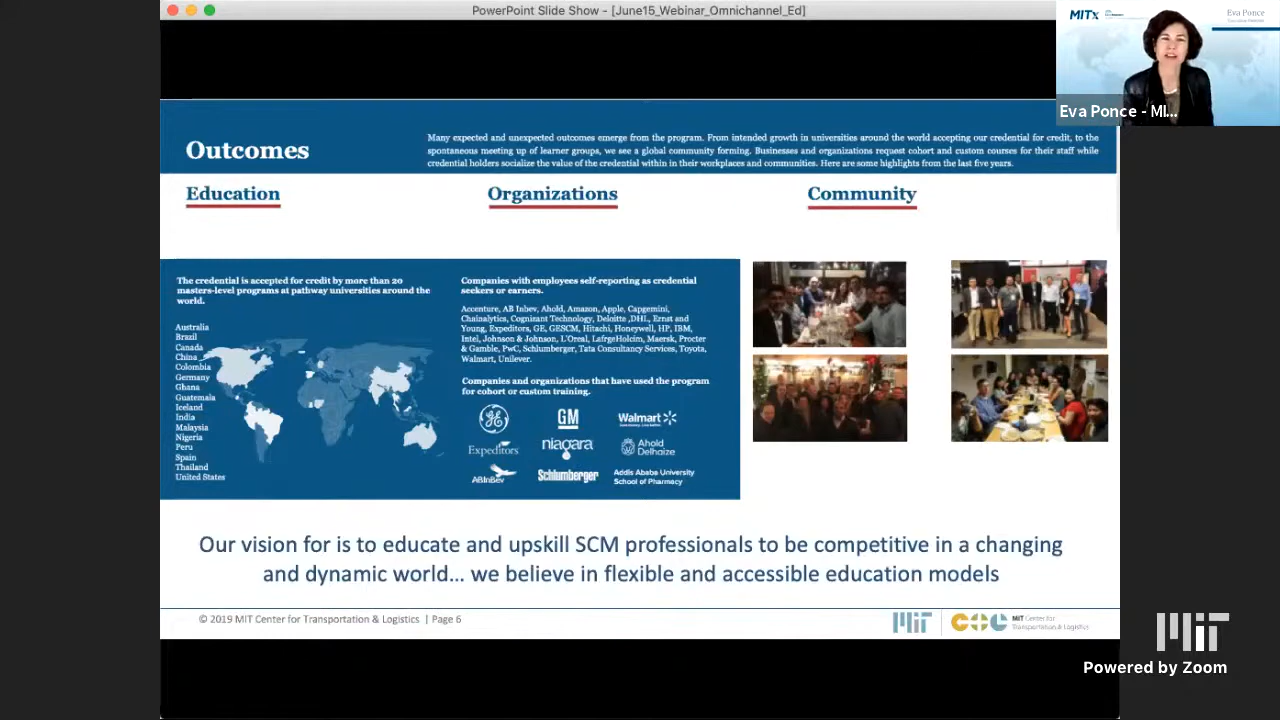 PowerPoint Slide Show - [June15_Webinar_Omnichannel_Ed]
MITx
Eva Ponce
Eva Ponce - MI...
Outcomes
Many expected and unexpected outcomes emerge from the program. From intended growth in universities around the world accepting our credential for credit, to the
spontaneous meeting up of learner groups, we see a global community forming. Businesses and organizations request cohort and custom courses for their staff while
credential holders socialize the value of the credential within in their workplaces and communities. Here are some highlights from the last five years.
Education
Organizations
Community
The credential is accepted for credit by more than 20
masters-level programs at pathway universities around the
world.
Australia
Brazil
Canada
China
Colombia
Germany
Ghana
Guatemala
Iceland
India
Malaysia
Nigeria
Peru
Spain
Thailand
United States
Companies with employees self-reporting as credential
seekers or earners.
Accenture, AB Inbev, Ahold, Amazon, Apple, Capgemini,
Chainalytics, Cognizant Technology, Deloitte ,DHL, Ernst and
Young, Expeditors, GE, GESCM, Hitachi, Honeywell, HP, IBM,
Intel, Johnson & Johnson, L'Oreal, LafrgeHolcim, Maersk, Procter
& Gamble, PwC, Schlumberger, Tata Consultancy Services, Toyota,
Walmart, Unilever.
Companies and organizations that have used the program
for cohort or custom training.
GE
GM
Walmart
Expeditors
niagara
Ahold
Delhaize
ABInBev
Schlumberger
Addis Ababa University
School of Pharmacy
Our vision for is to educate and upskill SCM professionals to be competitive in a changing
and dynamic world... we believe in flexible and accessible education models
© 2019 MIT Center for Transportation & Logistics | Page 6
MIT
CTL
MIT Center for
Transportation & Logistics
MIT
Powered by Zoom